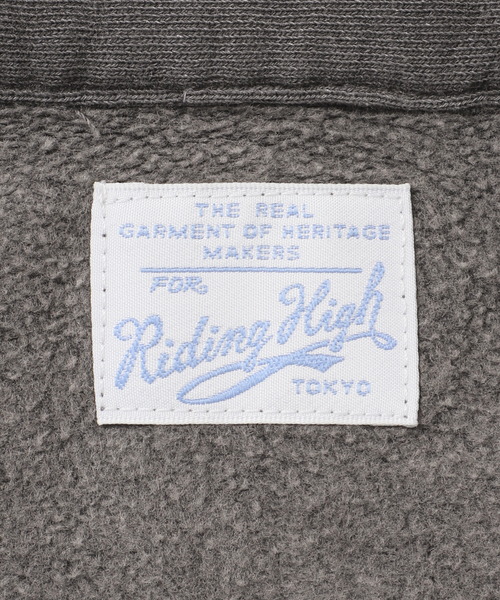 THE REAL
GARMENT OF HERITAGE
MAKERS
FOR.
Riding High
TOKYO